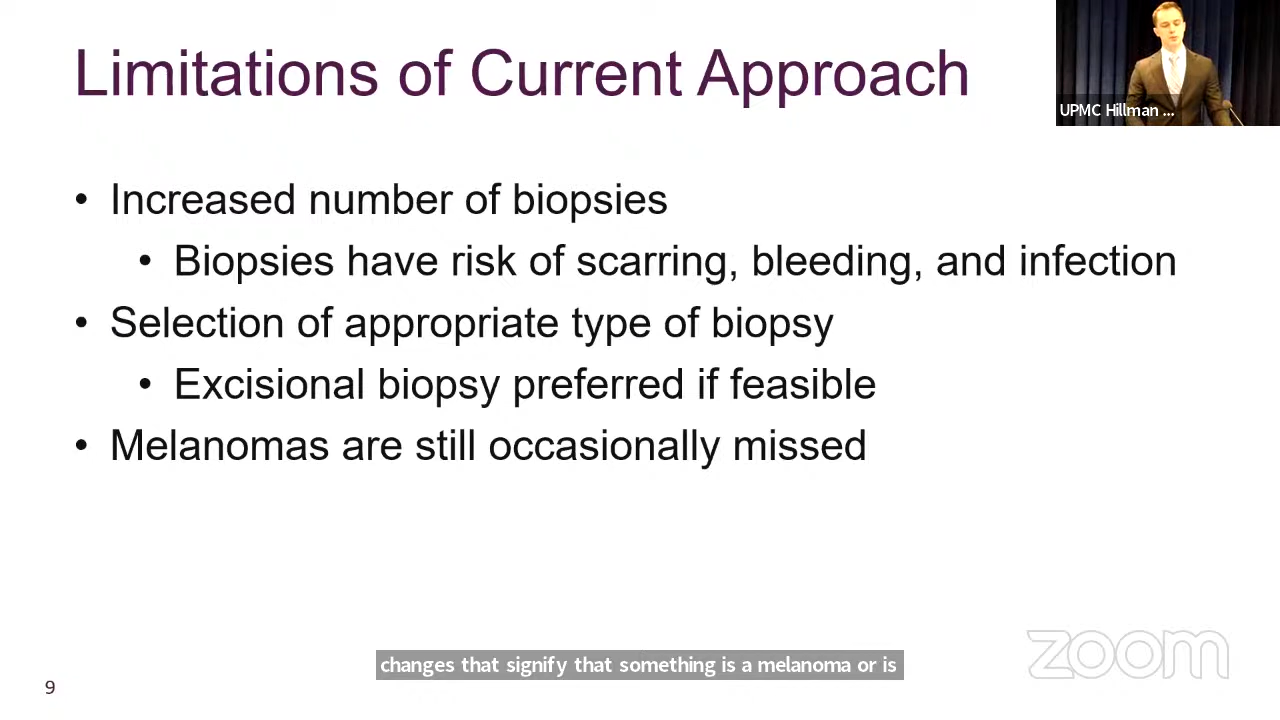 Limitations of Current Approach
UPMC Hillman ...
• Increased number of biopsies
• Biopsies have risk of scarring, bleeding, and infection
• Selection of appropriate type of biopsy
• Excisional biopsy preferred if feasible
• Melanomas are still occasionally missed
zoom
changes that signify that something is a melanoma or is
9